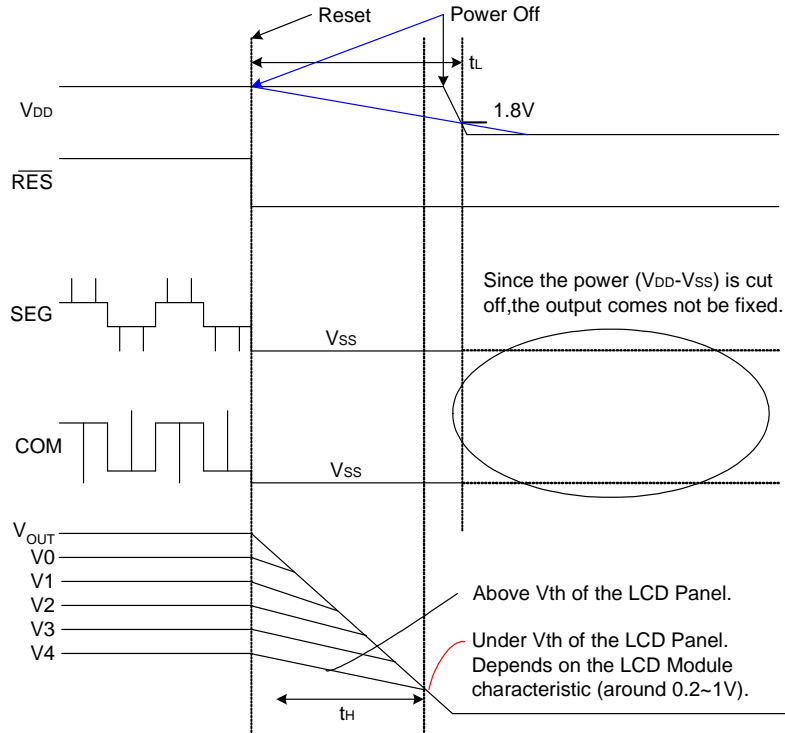 Reset
Power Off
tL
VDD
1.8V
RES
Since the power (VDD-VSS) is cut
off,the output comes not be fixed.
SEG
VSS
COM
VSS
VOUT
V0
V1
V2
V3
V4
Above Vth of the LCD Panel.
Under Vth of the LCD Panel.
Depends on the LCD Module
characteristic (around 0.2~1V).
tH